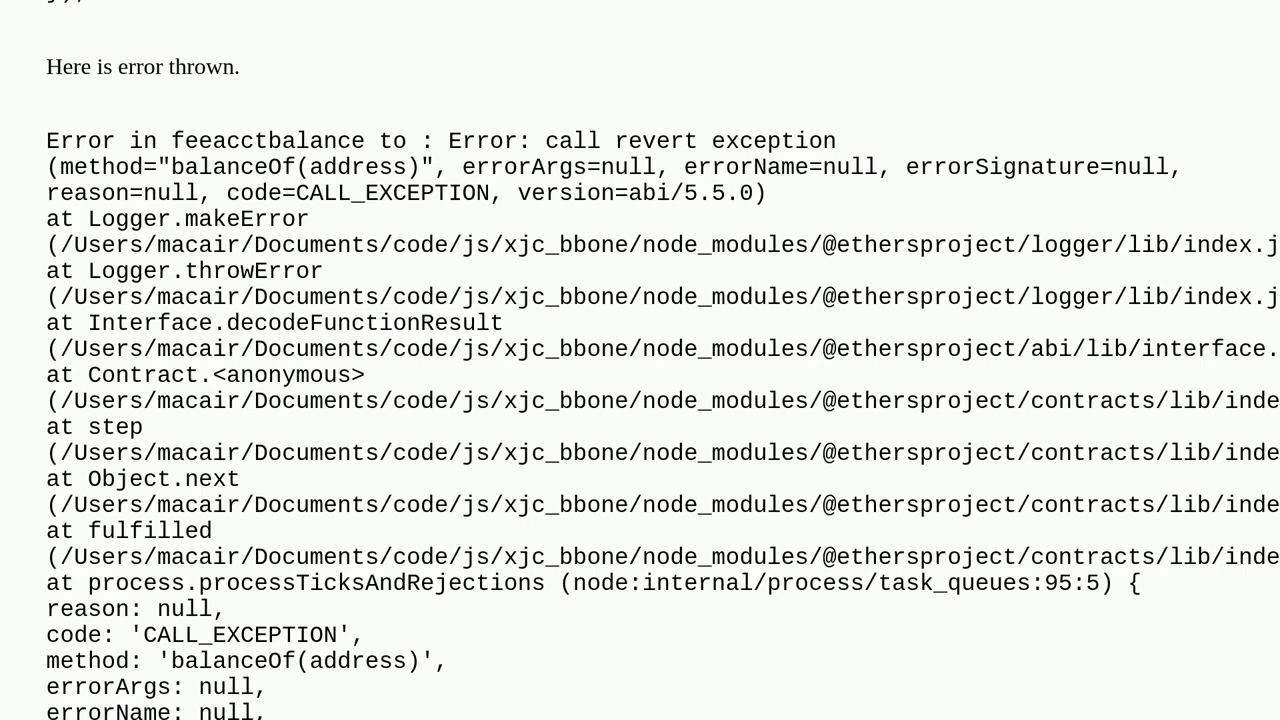 Here is error thrown.
Error in feeacctbalance to : Error: call revert exception
(method="balanceOf(address)", errorArgs=null, errorName=null, errorSignature=null,
reason=null, code=CALL_EXCEPTION, version=abi/5.5.0)
at Logger.makeError
(/Users/macair/Documents/code/js/xjc_bbone/node_modules/@ethersproject/logger/lib/index.j
at Logger.throwError
(/Users/macair/Documents/code/js/xjc_bbone/node_modules/@ethersproject/logger/lib/index.j
at Interface.decodeFunctionResult
(/Users/macair/Documents/code/js/xjc_bbone/node_modules/@ethersproject/abi/lib/interface.
at Contract.<anonymous>
(/Users/macair/Documents/code/js/xjc_bbone/node_modules/@ethersproject/contracts/lib/inde
at step
(/Users/macair/Documents/code/js/xjc_bbone/node_modules/@ethersproject/contracts/lib/inde
at Object.next
(/Users/macair/Documents/code/js/xjc_bbone/node_modules/@ethersproject/contracts/lib/inde
at fulfilled
(/Users/macair/Documents/code/js/xjc_bbone/node_modules/@ethersproject/contracts/lib/inde
at process.processTicksAndRejections (node:internal/process/task_queues:95:5) {
reason: null,
code: 'CALL_EXCEPTION',
method: 'balanceOf(address)',
errorArgs: null,
errorName: null,